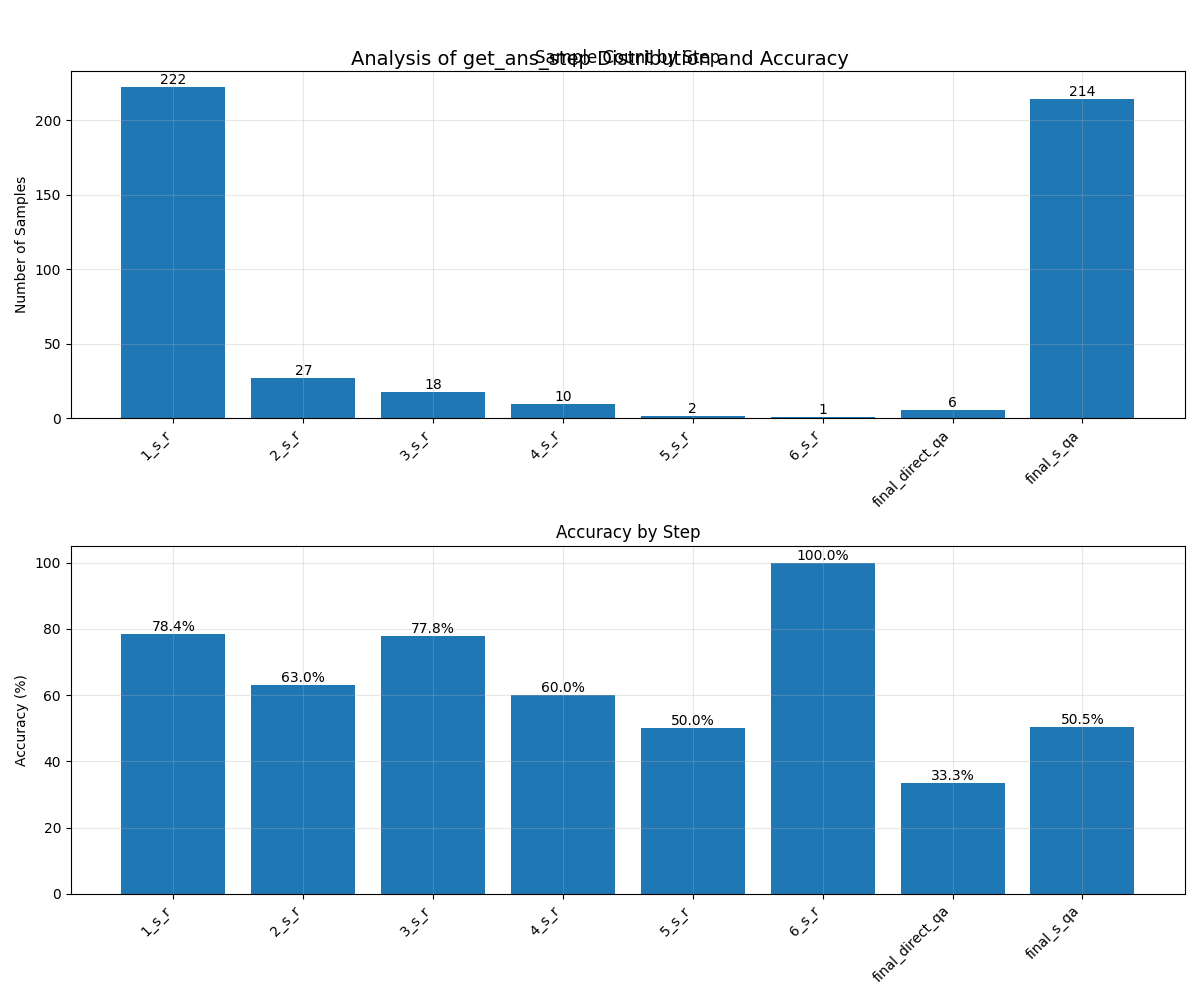 Sample Count by Step
Analysis of get_ans_step Distribution and Accuracy
Number of Samples
200
150
100
50
0
222
27
18
10
2
1
6
214
1_s_r
2_s_r
3_s_r
4_s_r
5_s_r
6_s_r
final_direct_qa
final_s_qa
Accuracy by Step
Accuracy (%)
100
80
60
40
20
0
78.4%
63.0%
77.8%
60.0%
50.0%
100.0%
33.3%
50.5%
1_s_r
2_s_r
3_s_r
4_s_r
5_s_r
6_s_r
final_direct_qa
final_s_qa